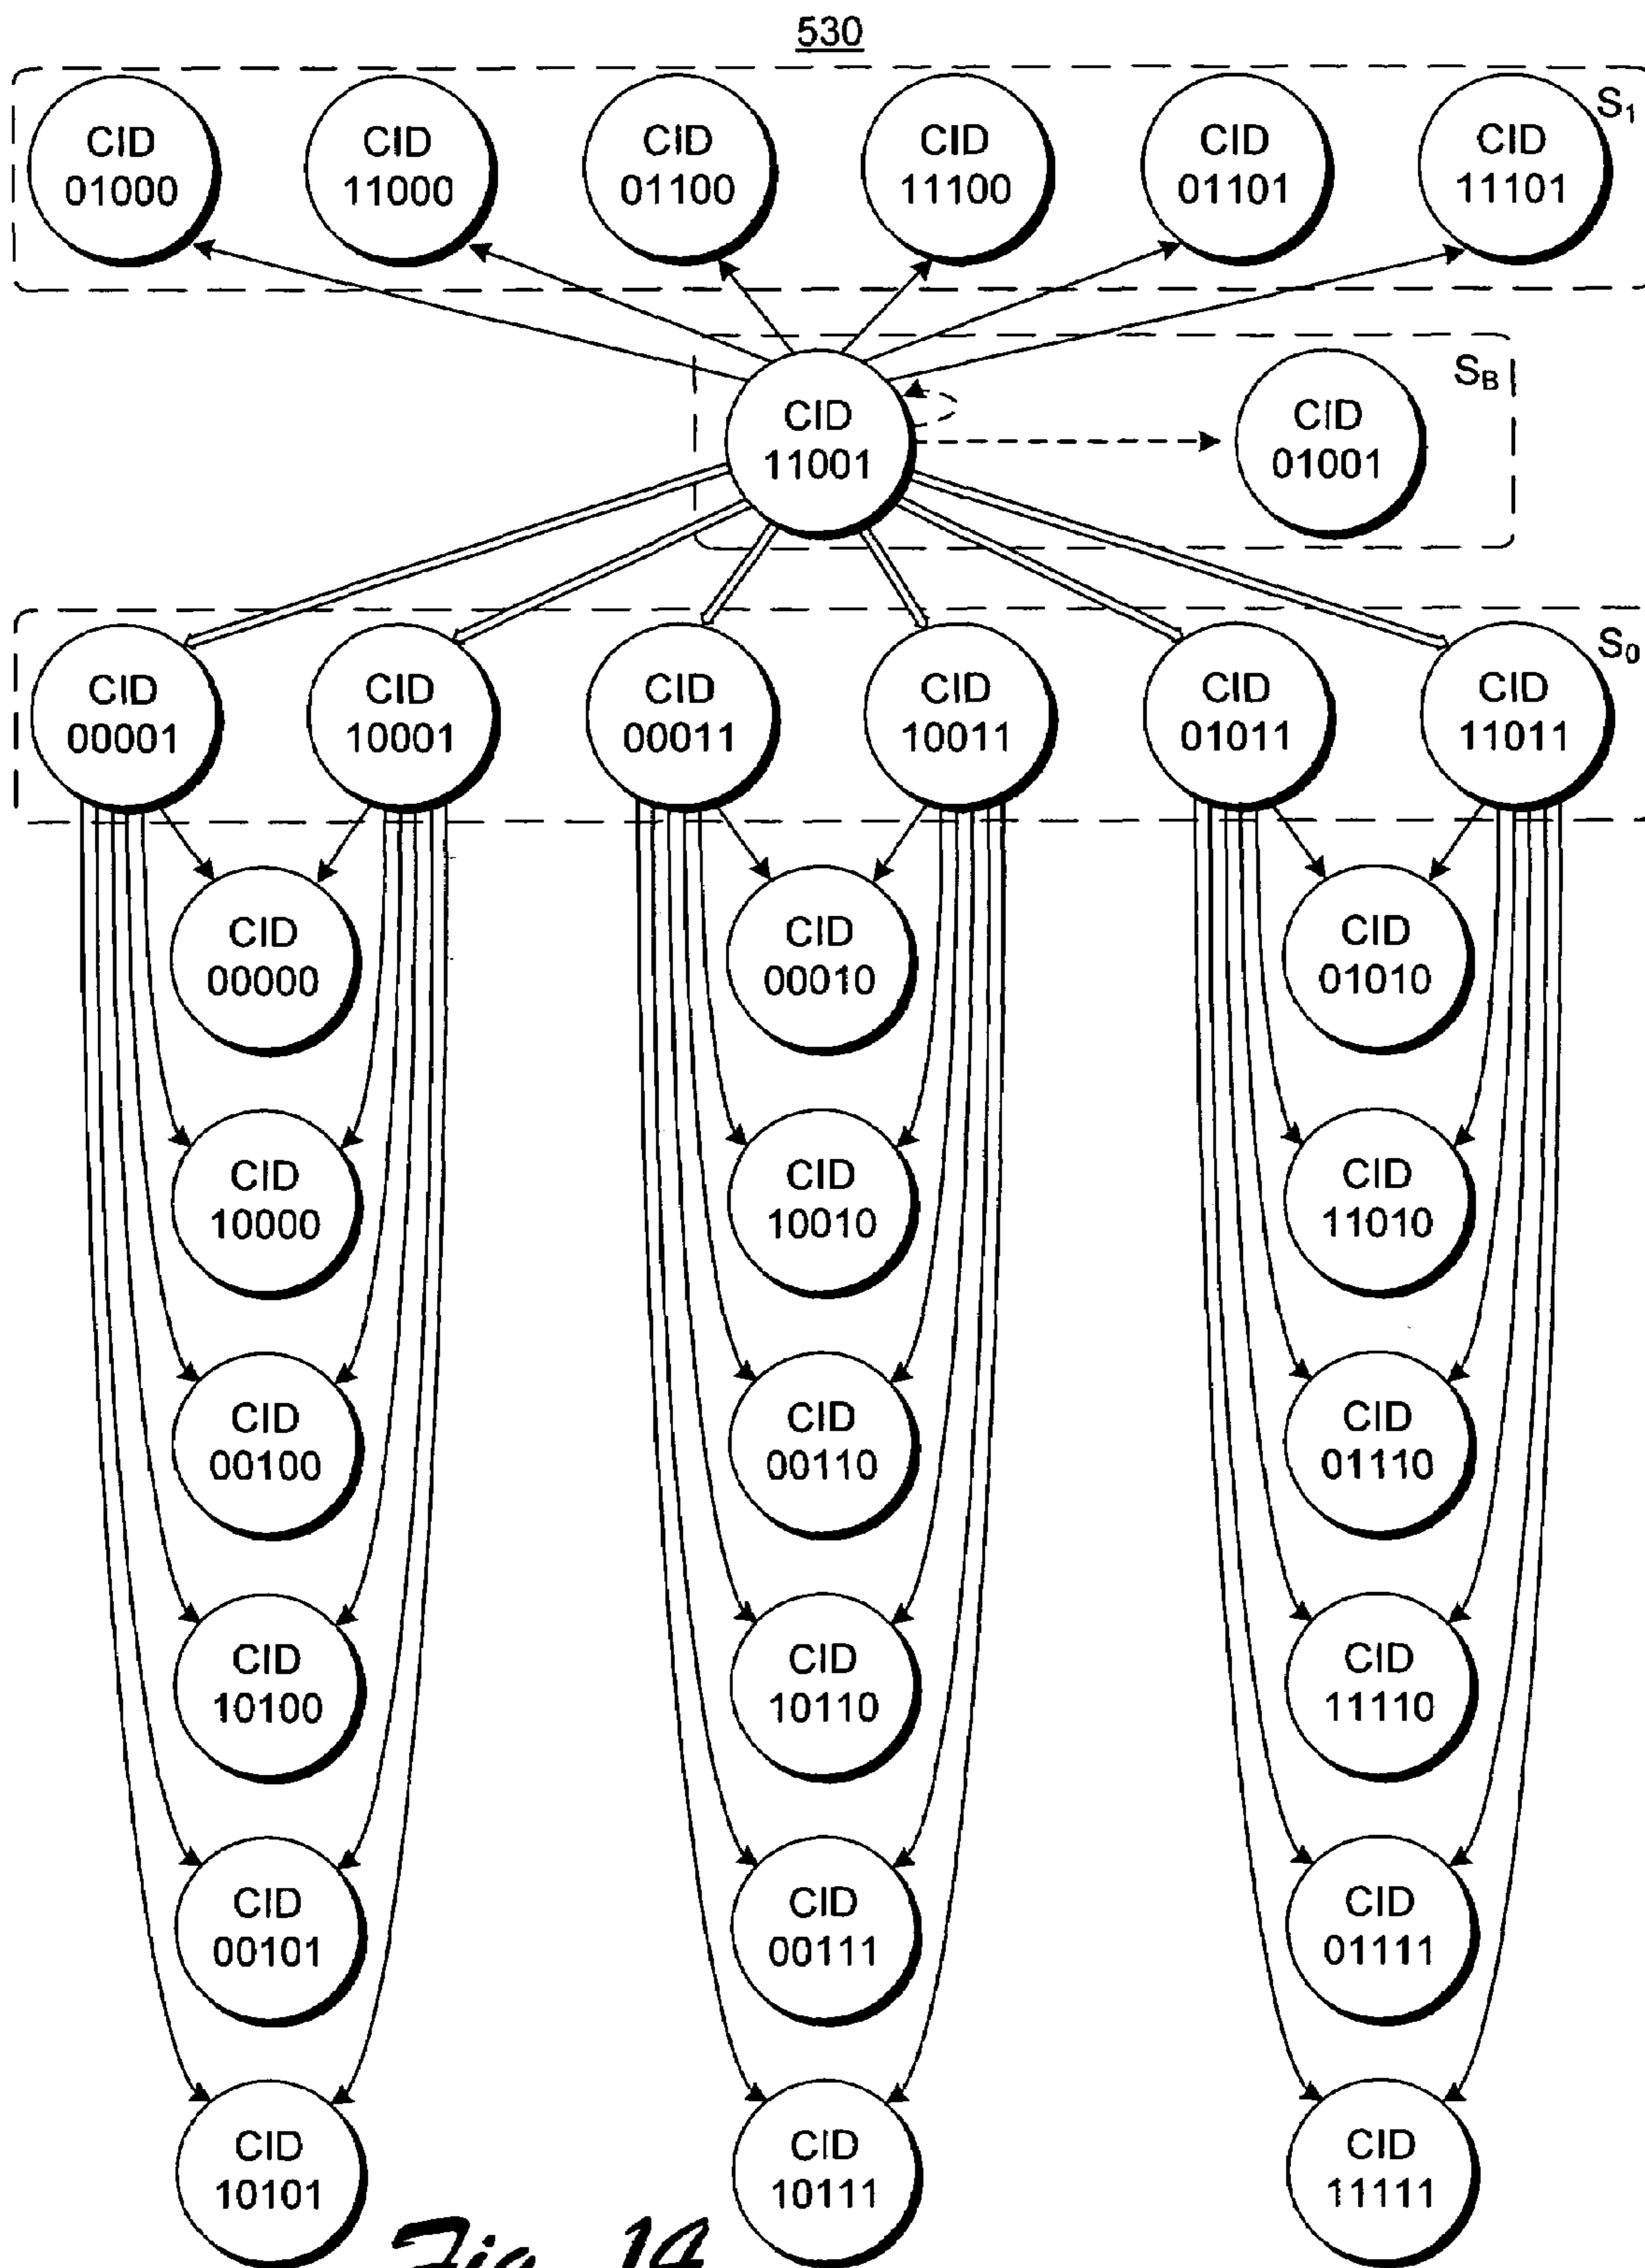 530
S₁
CID
01000
CID
11000
CID
01100
CID
11100
CID
01101
CID
11101
S_B
CID
11001
CID
01001
S₀
CID
00001
CID
10001
CID
00011
CID
10011
CID
01011
CID
11011
CID
00000
CID
00010
CID
01010
CID
10000
CID
10010
CID
11010
CID
00100
CID
00110
CID
01110
CID
10100
CID
10110
CID
11110
CID
00101
CID
00111
CID
01111
CID
10101
CID
10111
CID
11111
Fig. 14